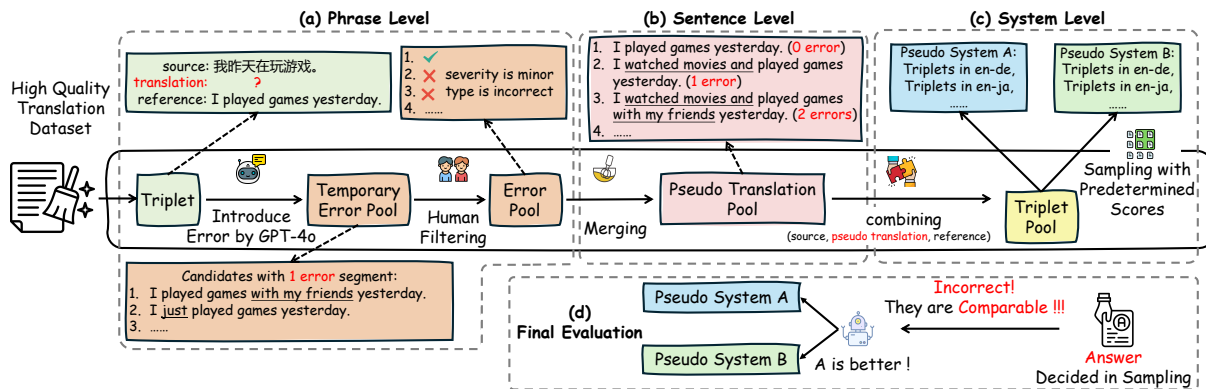 (a) Phrase Level
(b) Sentence Level
(c) System Level
High Quality
Translation
Dataset
source: 我昨天在玩游戏。
translation: ?
reference: I played games yesterday.
1. ✓
2. ✗ severity is minor
3. ✗ type is incorrect
4. ......
1. I played games yesterday. (0 error)
2. I watched movies and played games
yesterday. (1 error)
3. I watched movies and played games
with my friends yesterday. (2 errors)
4. ......
Pseudo System A:
Triplets in en-de,
Triplets in en-ja,
......
Pseudo System B:
Triplets in en-de,
Triplets in en-ja,
......
Triplet
Introduce
Error by GPT-4o
Temporary
Error Pool
Human
Filtering
Error
Pool
Merging
Pseudo Translation
Pool
combining
(source, pseudo translation, reference)
Triplet
Pool
Sampling with
Predetermined
Scores
Candidates with 1 error segment:
1. I played games with my friends yesterday.
2. I just played games yesterday.
3. ......
(d)
Final Evaluation
Pseudo System A
Pseudo System B
A is better !
Incorrect!
They are Comparable !!!
A
Answer
Decided in Sampling